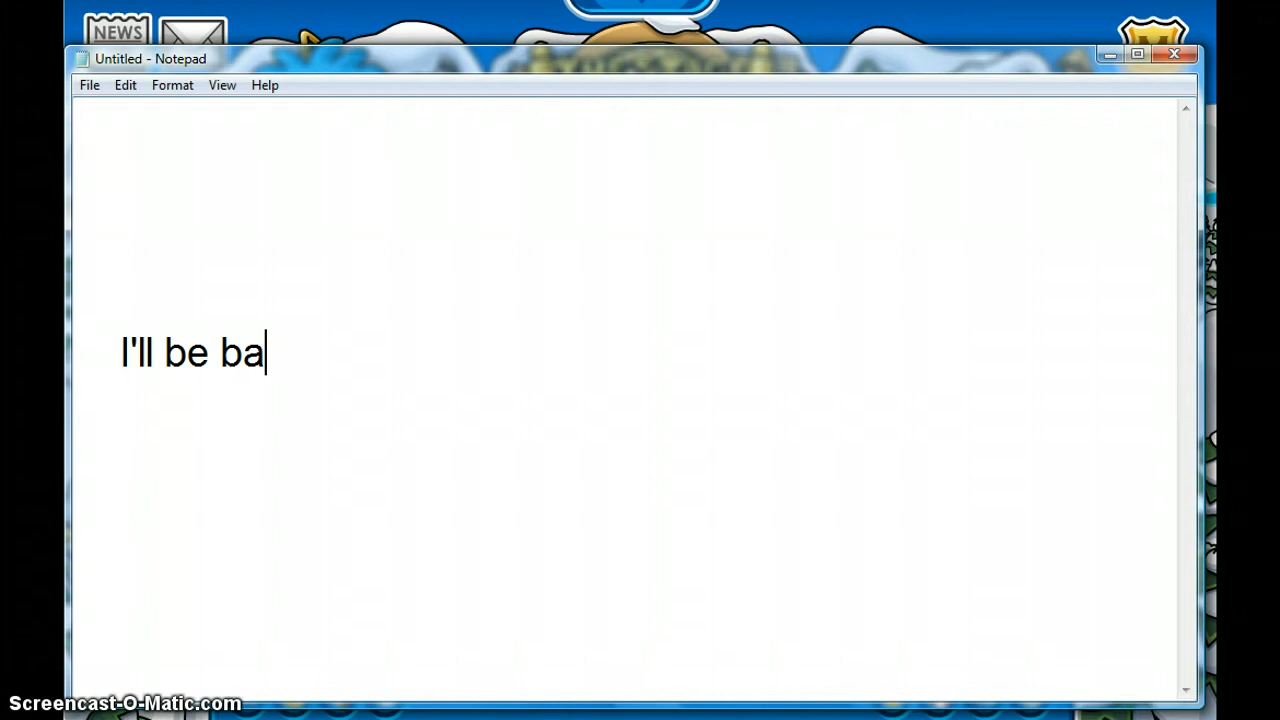 NEWS
Untitled - Notepad
File Edit Format View Help
I'll be ba
Screencast-O-Matic.com